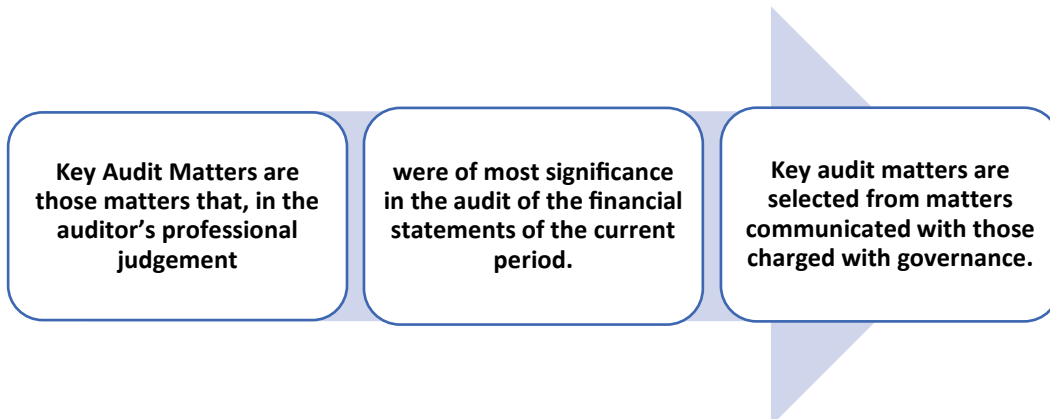 Key Audit Matters are
those matters that, in the
auditor's professional
judgement
were of most significance
in the audit of the financial
statements of the current
period.
Key audit matters are
selected from matters
communicated with those
charged with governance.